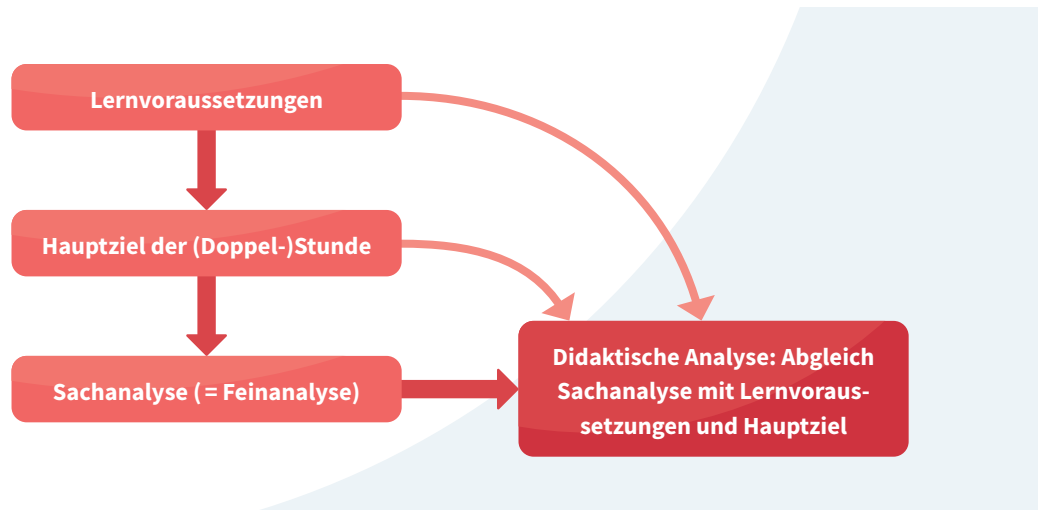 Lernvoraussetzungen
Hauptziel der (Doppel-)Stunde
Sachanalyse (= Feinanalyse)
Didaktische Analyse: Abgleich
Sachanalyse mit Lernvoraus-
setzungen und Hauptziel